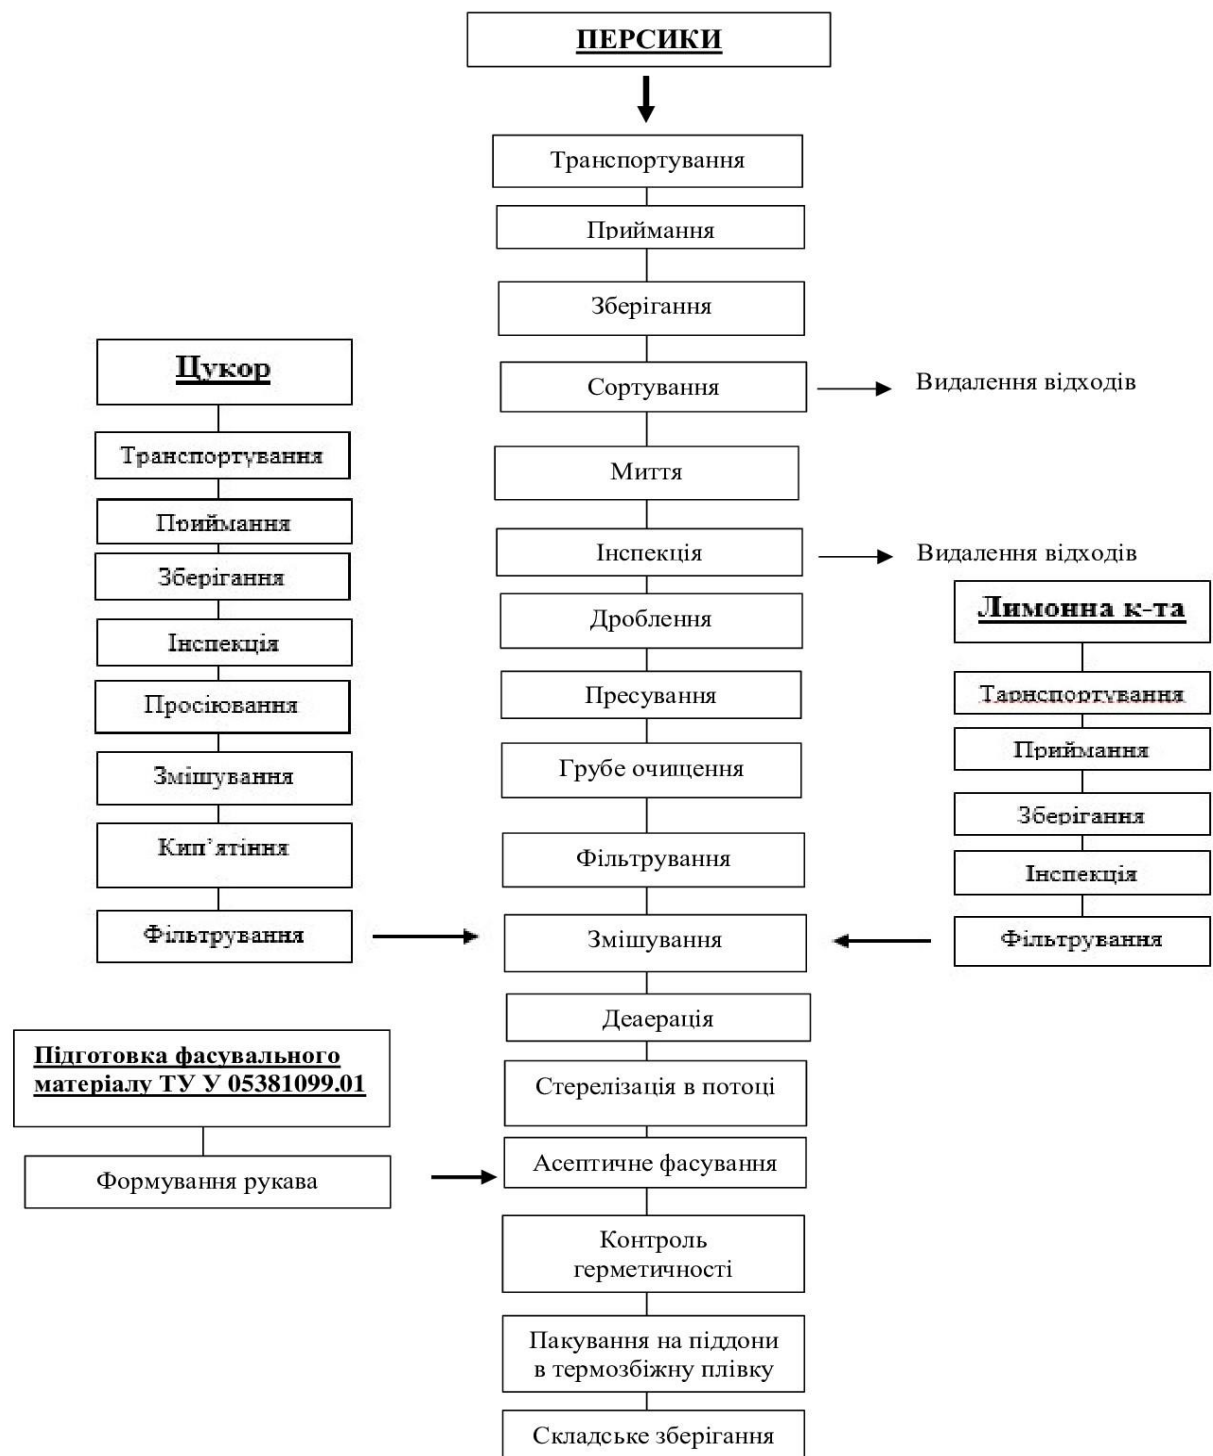 ПЕРСИКИ
Транспортування
Приймання
Зберігання
Сортування
Видалення відходів
Миття
Інспекція
Видалення відходів
Дроблення
Пресування
Грубе очищення
Фільтрування
Змішування
Деаерація
Стерелізація в потоці
Асептичне фасування
Контроль
герметичності
Пакування на піддони
в термозбіжну плівку
Складське зберігання
Цукор
Транспортування
Приймання
Зберігання
Інспекція
Просіювання
Змішування
Кип’ятіння
Фільтрування
Лимонна к-та
Тарнспортування
Приймання
Зберігання
Інспекція
Фільтрування
Підготовка фасувального
матеріалу ТУ У 05381099.01
Формування рукава